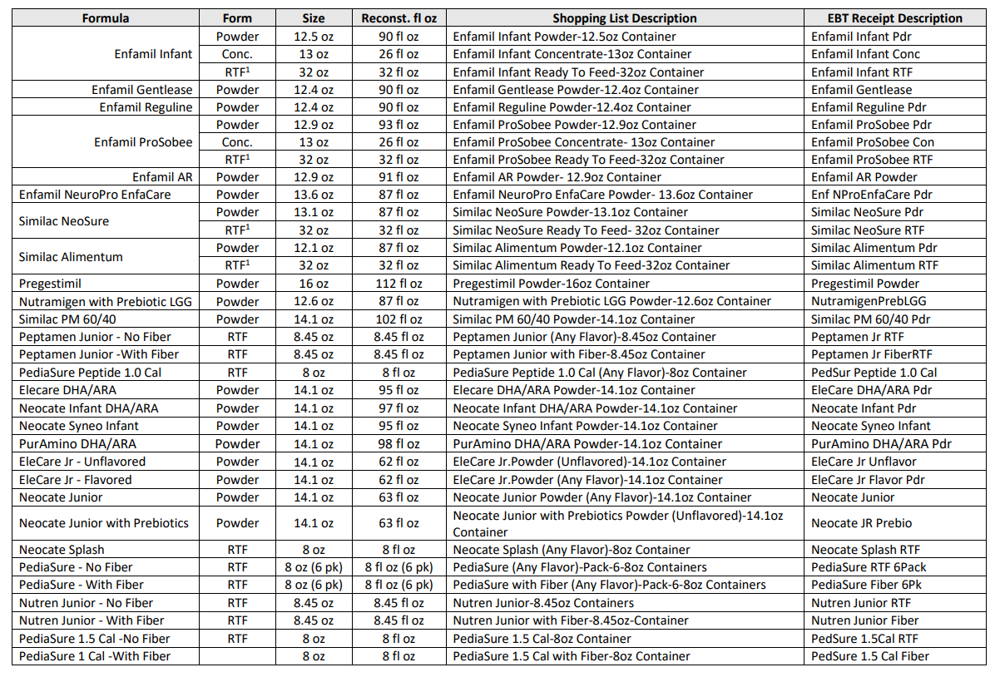 Formula Form Size Reconst. fl oz Shopping List Description EBT Receipt Description
Enfamil Infant Powder 12.5 oz 90 fl oz Enfamil Infant Powder-12.5oz Container Enfamil Infant Pdr
Conc. 13 oz 26 fl oz Enfamil Infant Concentrate-13oz Container Enfamil Infant Conc
RTF¹ 32 oz 32 fl oz Enfamil Infant Ready To Feed-32oz Container Enfamil Infant RTF
Enfamil Gentlease Powder 12.4 oz 90 fl oz Enfamil Gentlease Powder-12.4oz Container Enfamil Gentlease
Enfamil Reguline Powder 12.4 oz 90 fl oz Enfamil Reguline Powder-12.4oz Container Enfamil Reguline Pdr
Enfamil ProSobee Powder 12.9 oz 93 fl oz Enfamil ProSobee Powder-12.9oz Container Enfamil ProSobee Pdr
Conc. 13 oz 26 fl oz Enfamil ProSobee Concentrate- 13oz Container Enfamil ProSobee Con
RTF¹ 32 oz 32 fl oz Enfamil ProSobee Ready To Feed-32oz Container Enfamil ProSobee RTF
Enfamil AR Powder 12.9 oz 91 fl oz Enfamil AR Powder- 12.9oz Container Enfamil AR Powder
Enfamil NeuroPro EnfaCare Powder 13.6 oz 87 fl oz Enfamil NeuroPro EnfaCare Powder- 13.6oz Container Enf NProEnfaCare Pdr
Similac NeoSure Powder 13.1 oz 87 fl oz Similac NeoSure Powder-13.1oz Container Similac NeoSure Pdr
RTF¹ 32 oz 32 fl oz Similac NeoSure Ready To Feed- 32oz Container Similac NeoSure RTF
Similac Alimentum Powder 12.1 oz 87 fl oz Similac Alimentum Powder-12.1oz Container Similac Alimentum Pdr
RTF¹ 32 oz 32 fl oz Similac Alimentum Ready To Feed-32oz Container Similac Alimentum RTF
Pregestimil Powder 16 oz 112 fl oz Pregestimil Powder-16oz Container Pregestimil Powder
Nutramigen with Prebiotic LGG Powder 12.6 oz 87 fl oz Nutramigen with Prebiotic LGG Powder-12.6oz Container NutramigenPrebLGG
Similac PM 60/40 Powder 14.1 oz 102 fl oz Similac PM 60/40 Powder-14.1oz Container Similac PM 60/40 Pdr
Peptamen Junior - No Fiber RTF 8.45 oz 8.45 fl oz Peptamen Junior (Any Flavor)-8.45oz Container Peptamen Jr RTF
Peptamen Junior -With Fiber RTF 8.45 oz 8.45 fl oz Peptamen Junior with Fiber-8.45oz Container Peptamen Jr FiberRTF
PediaSure Peptide 1.0 Cal RTF 8 oz 8 fl oz PediaSure Peptide 1.0 Cal (Any Flavor)-8oz Container PedSur Peptide 1.0 Cal
Elecare DHA/ARA Powder 14.1 oz 95 fl oz Elecare DHA/ARA Powder-14.1oz Container EleCare DHA/ARA Pdr
Neocate Infant DHA/ARA Powder 14.1 oz 97 fl oz Neocate Infant DHA/ARA Powder-14.1oz Container Neocate Infant Pdr
Neocate Syneo Infant Powder 14.1 oz 95 fl oz Neocate Syneo Infant Powder-14.1oz Container Neocate Syneo Infant
PurAmino DHA/ARA Powder 14.1 oz 98 fl oz PurAmino DHA/ARA Powder-14.1oz Container PurAmino DHA/ARA Pdr
EleCare Jr - Unflavored Powder 14.1 oz 62 fl oz EleCare Jr.Powder (Unflavored)-14.1oz Container EleCare Jr Unflavor
EleCare Jr - Flavored Powder 14.1 oz 62 fl oz EleCare Jr.Powder (Any Flavor)-14.1oz Container EleCare Jr Flavor Pdr
Neocate Junior Powder 14.1 oz 63 fl oz Neocate Junior Powder (Any Flavor)-14.1oz Container Neocate Junior
Neocate Junior with Prebiotics Powder 14.1 oz 63 fl oz Neocate Junior with Prebiotics Powder (Unflavored)-14.1oz
Container Neocate JR Prebio
Neocate Splash RTF 8 oz 8 fl oz Neocate Splash (Any Flavor)-8oz Container Neocate Splash RTF
PediaSure - No Fiber RTF 8 oz (6 pk) 8 fl oz (6 pk) PediaSure (Any Flavor)-Pack-6-8oz Containers PediaSure RTF 6Pack
PediaSure - With Fiber RTF 8 oz (6 pk) 8 fl oz (6 pk) PediaSure with Fiber (Any Flavor)-Pack-6-8oz Containers PediaSure Fiber 6Pk
Nutren Junior - No Fiber RTF 8.45 oz 8.45 fl oz Nutren Junior-8.45oz Containers Nutren Junior RTF
Nutren Junior - With Fiber RTF 8.45 oz 8.45 fl oz Nutren Junior with Fiber-8.45oz-Container Nutren Junior Fiber
PediaSure 1.5 Cal -No Fiber RTF 8 oz 8 fl oz PediaSure 1.5 Cal-8oz Container PedSure 1.5Cal RTF
PediaSure 1 Cal -With Fiber 8 oz 8 fl oz PediaSure 1.5 Cal with Fiber-8oz Container PedSure 1.5 Cal Fiber